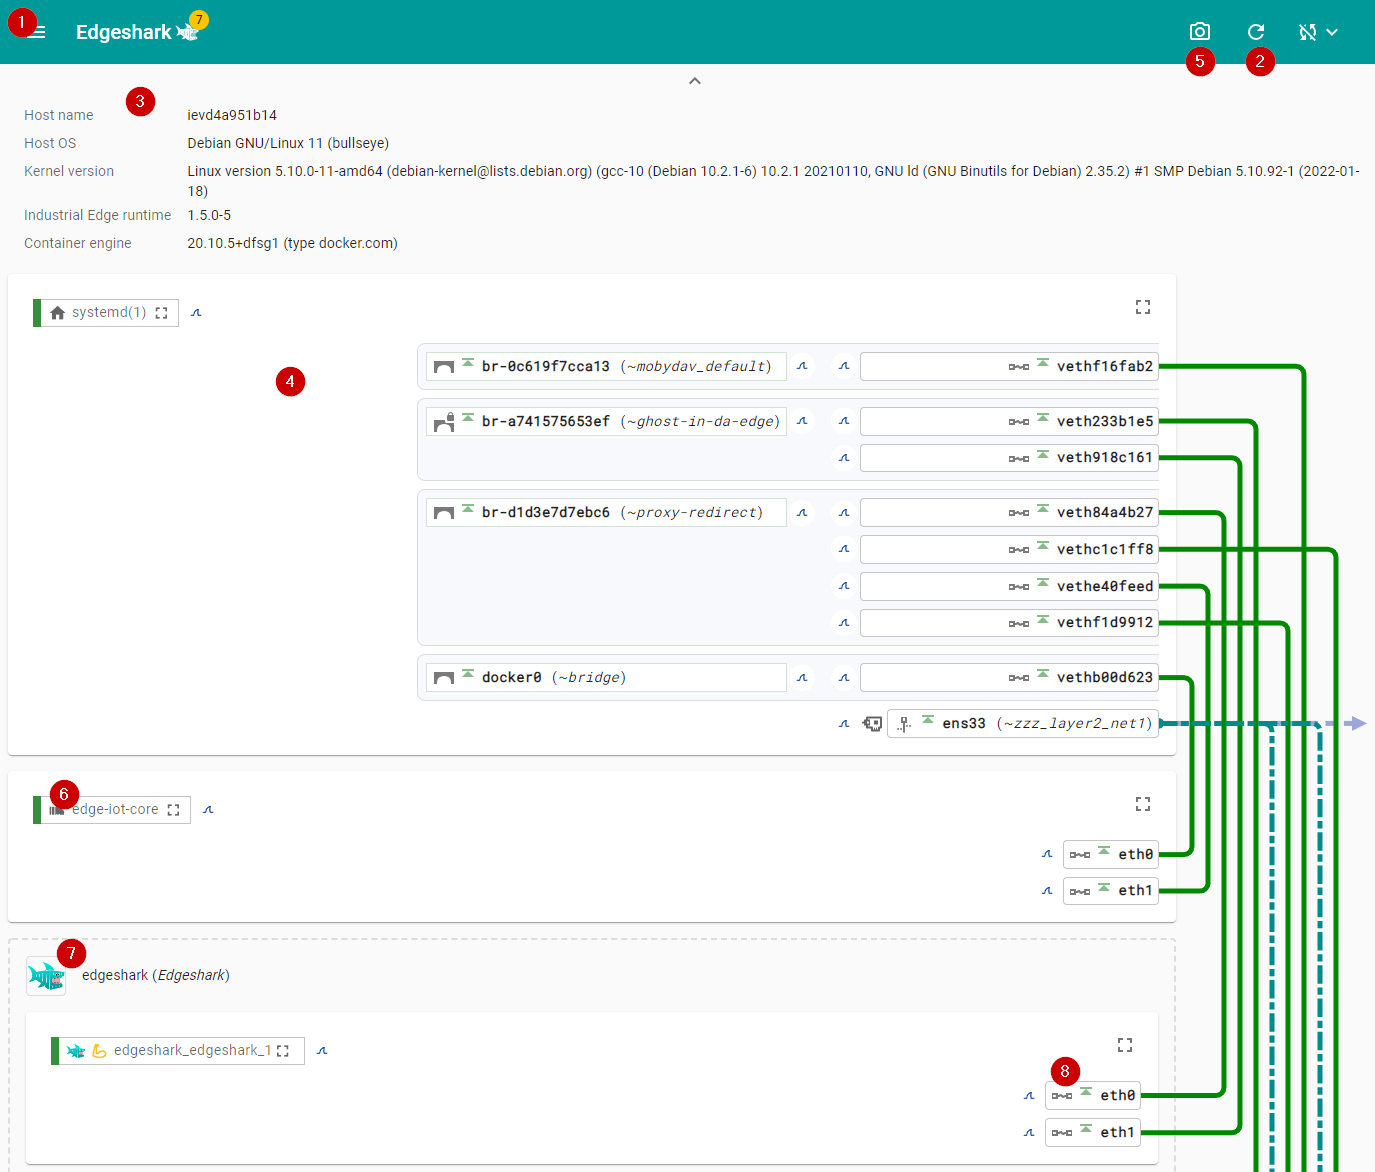 1
Edgeshark
7
5
2
3
Host name ievd4a951b14
Host OS Debian GNU/Linux 11 (bullseye)
Kernel version Linux version 5.10.0-11-amd64 (debian-kernel@lists.debian.org) (gcc-10 (Debian 10.2.1-6) 10.2.1 20210110, GNU ld (GNU Binutils for Debian) 2.35.2) #1 SMP Debian 5.10.92-1 (2022-01-
18)
Industrial Edge runtime 1.5.0-5
Container engine 20.10.5+dfsg1 (type docker.com)
systemd(1)
4
br-0c619f7cca13 (~mobydav_default) vethf16fab2
br-a741575653ef (~ghost-in-da-edge) veth233b1e5
veth918c161
br-d1d3e7d7ebc6 (~proxy-redirect) veth84a4b27
vethc1c1ff8
vethe40feed
vethf1d9912
docker0 (~bridge) vethb00d623
ens33 (~zzz_layer2_net1)
6
edge-iot-core
eth0
eth1
7
edgeshark (Edgeshark)
edgeshark_edgeshark_1
8
eth0
eth1